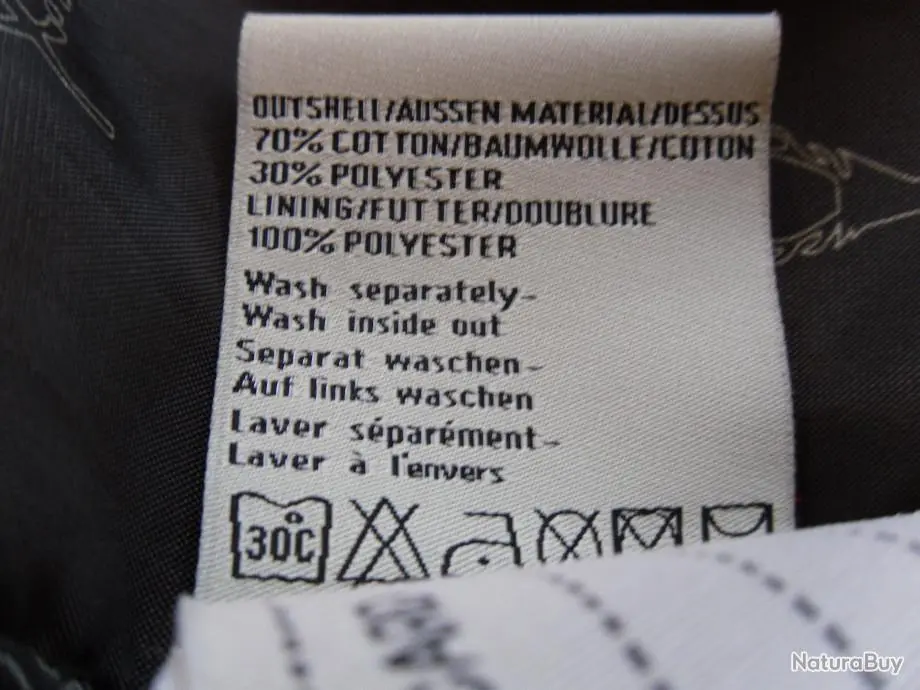 OUTSHELL/AUSSEN MATERIAL/DESSUS
70% COTTON/BAUMWOLLE/COTON
30% POLYESTER
LINING/FUTTER/DOUBLURE
100% POLYESTER
Wash separately-
Wash inside out
Separat waschen-
Auf links waschen
Laver séparément-
Laver à l'envers
30°C
NaturaBuy